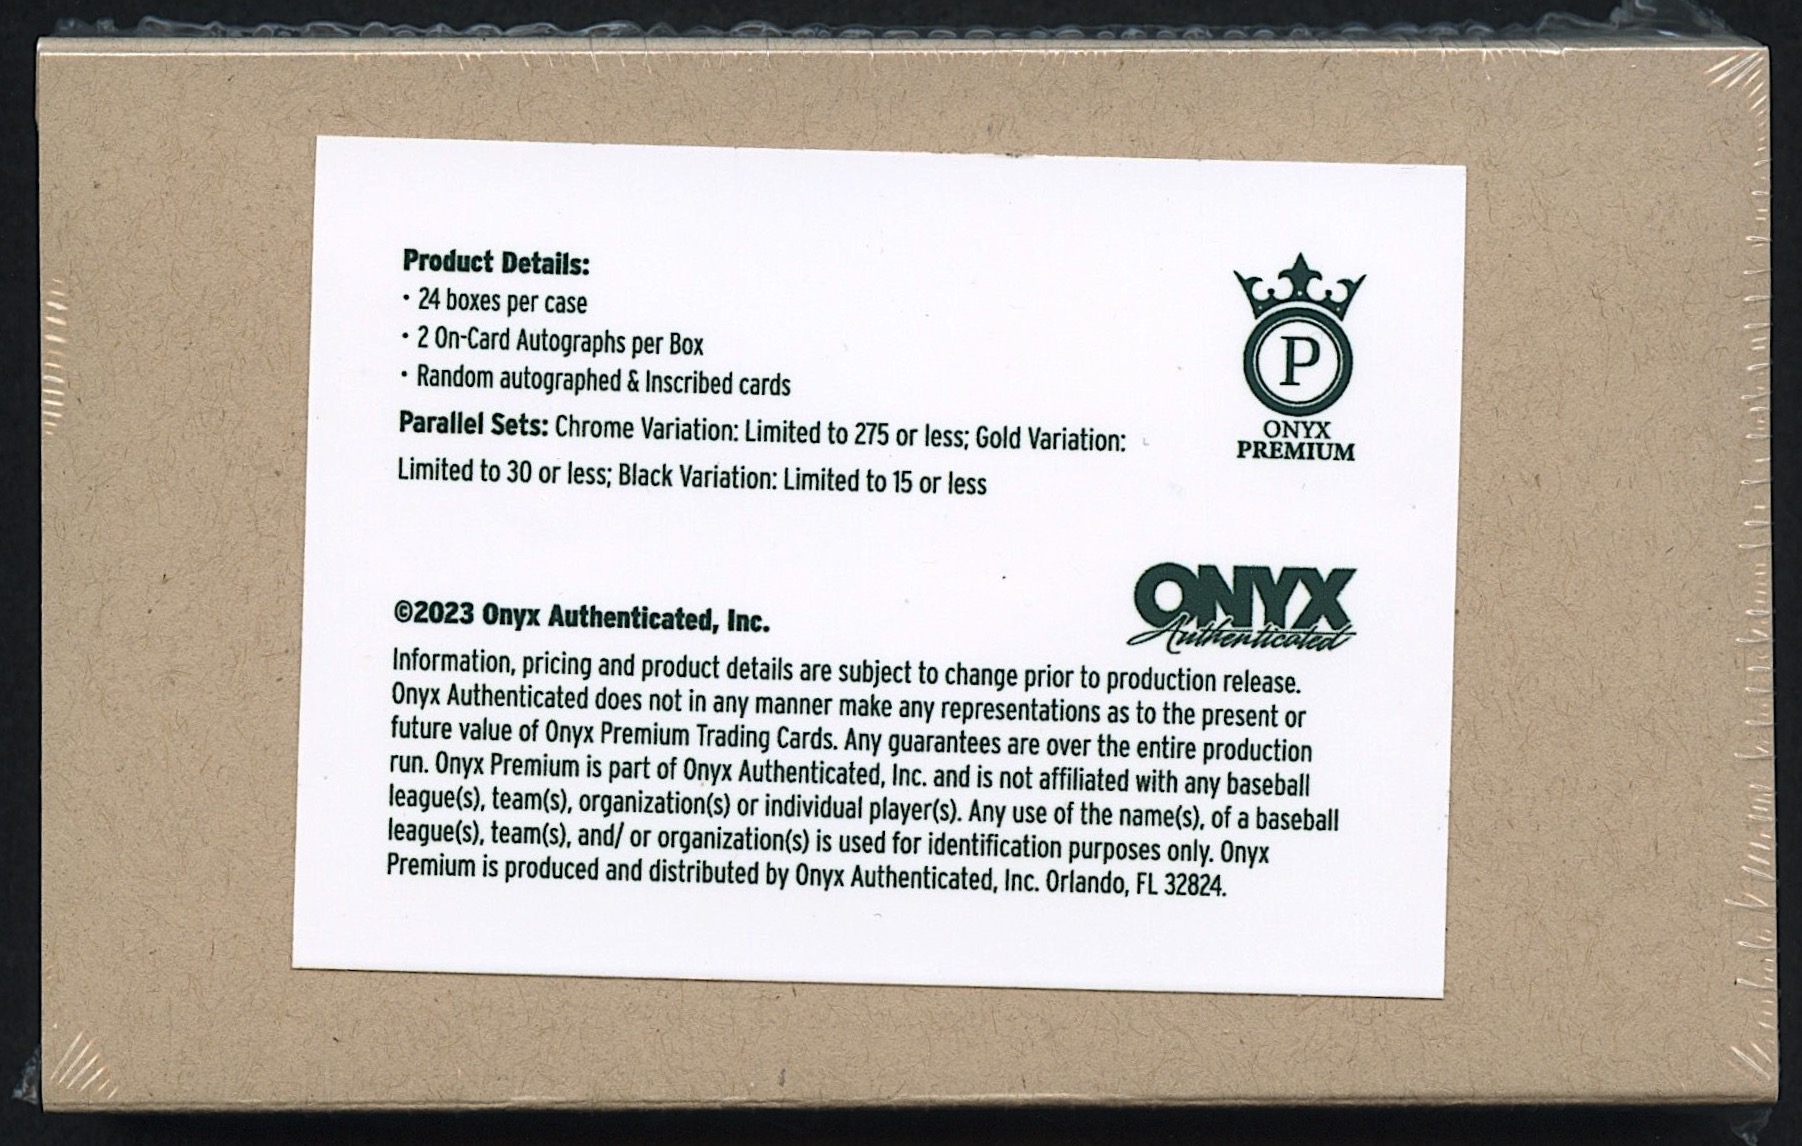 Product Details:
· 24 boxes per case
· 2 On-Card Autographs per Box
· Random autographed & Inscribed cards
Parallel Sets: Chrome Variation: Limited to 275 or less; Gold Variation:
Limited to 30 or less; Black Variation: Limited to 15 or less
P
ONYX
PREMIUM
ONYX
Authenticated
©2023 Onyx Authenticated, Inc.
Information, pricing and product details are subject to change prior to production release.
Onyx Authenticated does not in any manner make any representations as to the present or
future value of Onyx Premium Trading Cards. Any guarantees are over the entire production
run. Onyx Premium is part of Onyx Authenticated, Inc. and is not affiliated with any baseball
league(s), team(s), organization(s) or individual player(s). Any use of the name(s), of a baseball
league(s), team(s), and/ or organization(s) is used for identification purposes only. Onyx
Premium is produced and distributed by Onyx Authenticated, Inc. Orlando, FL 32824.